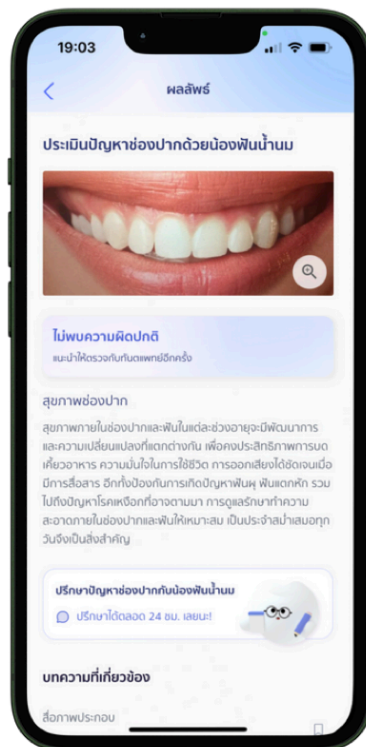 19:03
ผลลัพธ์
ประเมินปัญหาช่องปากด้วยน้องฟันน้ำนม
ไม่พบความผิดปกติ
แนะนำให้ตรวจกับทันตแพทย์อีกครั้ง
สุขภาพช่องปาก
สุขภาพภายในช่องปากและฟันในแต่ละช่วงอายุจะมีพัฒนาการ
และความเปลี่ยนแปลงที่แตกต่างกัน เพื่อคงประสิทธิภาพการบด
เคี้ยวอาหาร ความมั่นใจในการใช้ชีวิต การออกเสียงได้ชัดเจนเมื่อ
มีการสื่อสาร อีกทั้งป้องกันการเกิดปัญหาฟันผุ ฟันแตกหัก รวม
ไปถึงปัญหาโรคเหงือกที่อาจตามมา การดูแลรักษาทำความ
สะอาดภายในช่องปากและฟันให้เหมาะสม เป็นประจำสม่ำเสมอทุก
วันจึงเป็นสิ่งสำคัญ
ปรึกษาปัญหาช่องปากกับน้องฟันน้ำนม
ปรึกษาได้ตลอด 24 ชม. เลยนะ!
บทความที่เกี่ยวข้อง
สื่อภาพประกอบ